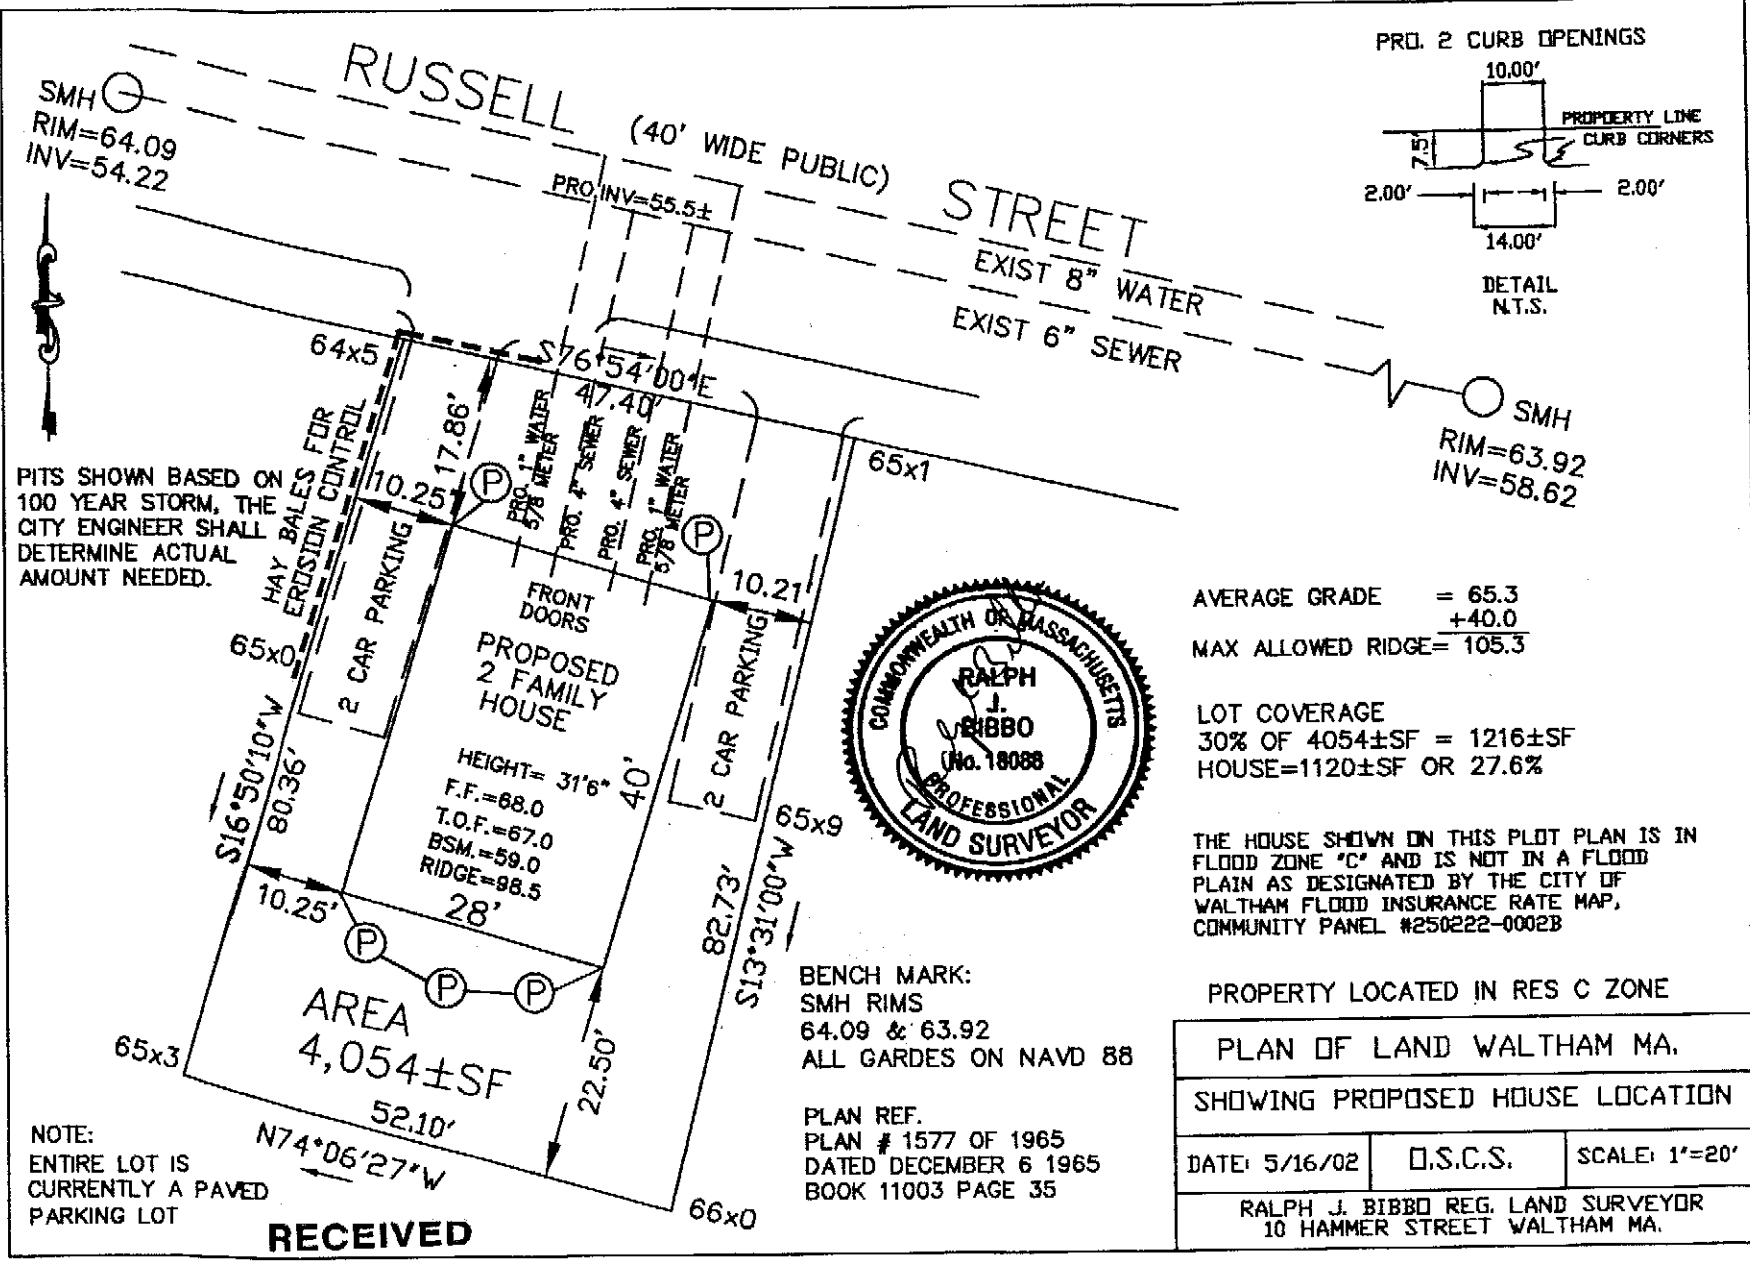 RUSSELL (40' WIDE PUBLIC) STREET
SMH
RIM=64.09
INV=54.22
PRO INV=55.5±
EXIST 8" WATER
EXIST 6" SEWER
SMH
RIM=63.92
INV=58.62
PRO. 2 CURB OPENINGS
10.00'
PROPOERTY LINE
CURB CORNERS
7.5'
2.00'
2.00'
14.00'
DETAIL
N.T.S.
64x5
S76°54'00"E
47.40'
65x1
17.86'
HAY BALES FOR
EROSION CONTROL
PITS SHOWN BASED ON
100 YEAR STORM, THE
CITY ENGINEER SHALL
DETERMINE ACTUAL
AMOUNT NEEDED.
10.25'
P
PRO. 1" WATER
5/8 METER
PRO. 4" SEWER
PRO. 4" SEWER
PRO. 1" WATER
5/8 METER
P
10.21
2 CAR PARKING
FRONT
DOORS
PROPOSED
2 FAMILY
HOUSE
2 CAR PARKING
65x0
HEIGHT= 31'6"
F.F.=68.0
T.O.F.=67.0
BSM.=59.0
RIDGE=98.5
40'
28'
S16°50'10"W
80.36'
10.25'
65x9
82.73'
S13°31'00"W
P
P
P
AREA
4,054±SF
22.50'
65x3
52.10'
N74°06'27"W
66x0
NOTE:
ENTIRE LOT IS
CURRENTLY A PAVED
PARKING LOT
RECEIVED
COMMONWEALTH OF MASSACHUSETTS
RALPH
J.
BIBBO
No. 18088
PROFESSIONAL
LAND SURVEYOR
AVERAGE GRADE = 65.3
+40.0
MAX ALLOWED RIDGE= 105.3
LOT COVERAGE
30% OF 4054±SF = 1216±SF
HOUSE=1120±SF OR 27.6%
THE HOUSE SHOWN ON THIS PLOT PLAN IS IN
FLOOD ZONE "C" AND IS NOT IN A FLOOD
PLAIN AS DESIGNATED BY THE CITY OF
WALTHAM FLOOD INSURANCE RATE MAP,
COMMUNITY PANEL #250222-0002B
BENCH MARK:
SMH RIMS
64.09 & 63.92
ALL GARDES ON NAVD 88
PLAN REF.
PLAN # 1577 OF 1965
DATED DECEMBER 6 1965
BOOK 11003 PAGE 35
PROPERTY LOCATED IN RES C ZONE
PLAN OF LAND WALTHAM MA.
SHOWING PROPOSED HOUSE LOCATION
DATE: 5/16/02 O.S.C.S. SCALE: 1"=20'
RALPH J. BIBBO REG. LAND SURVEYOR
10 HAMMER STREET WALTHAM MA.